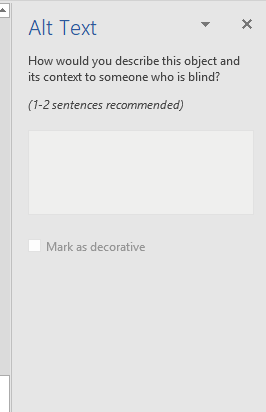 Alt Text
How would you describe this object and
its context to someone who is blind?
(1-2 sentences recommended)
Mark as decorative